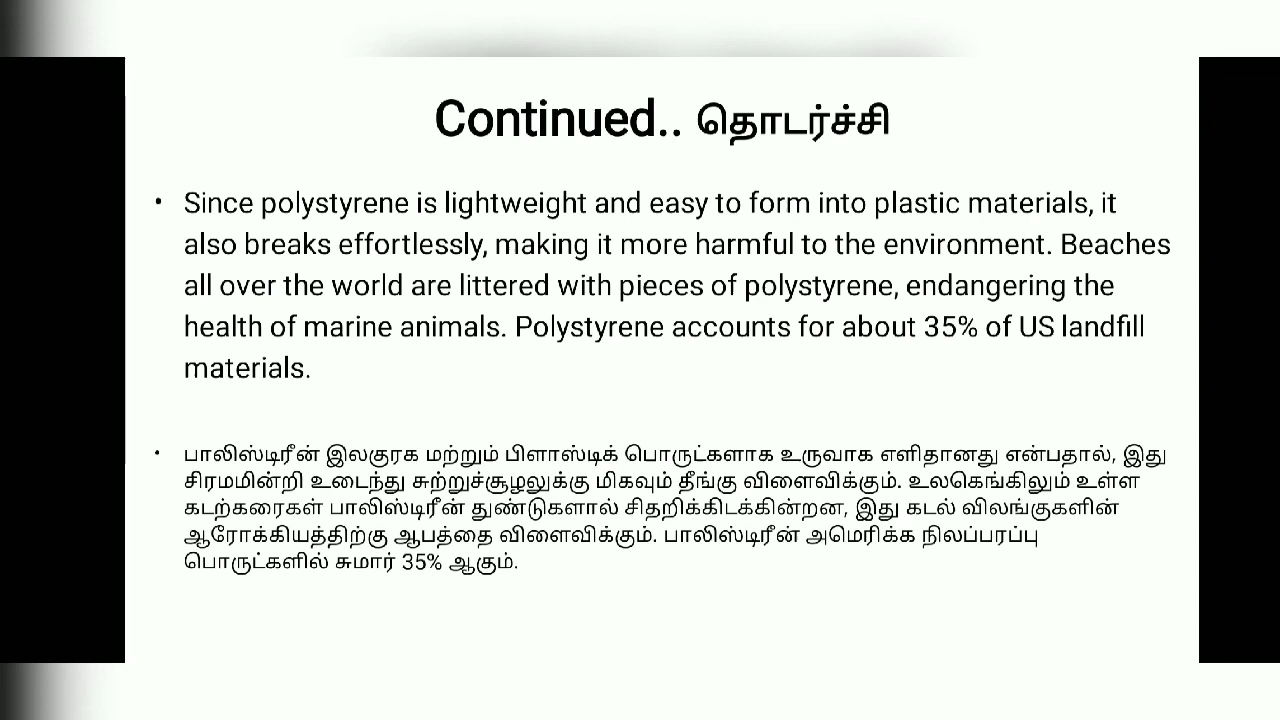 Continued.. தொடர்ச்சி
• Since polystyrene is lightweight and easy to form into plastic materials, it
also breaks effortlessly, making it more harmful to the environment. Beaches
all over the world are littered with pieces of polystyrene, endangering the
health of marine animals. Polystyrene accounts for about 35% of US landfill
materials.
• பாலிஸ்டிரீன் இலகுரக மற்றும் பிளாஸ்டிக் பொருட்களாக உருவாக எளிதானது என்பதால், இது
சிரமமின்றி உடைந்து சுற்றுச்சூழலுக்கு மிகவும் தீங்கு விளைவிக்கும். உலகெங்கிலும் உள்ள
கடற்கரைகள் பாலிஸ்டிரீன் துண்டுகளால் சிதறிக்கிடக்கின்றன, இது கடல் விலங்குகளின்
ஆரோக்கியத்திற்கு ஆபத்தை விளைவிக்கும். பாலிஸ்டிரீன் அமெரிக்க நிலப்பரப்பு
பொருட்களில் சுமார் 35% ஆகும்.